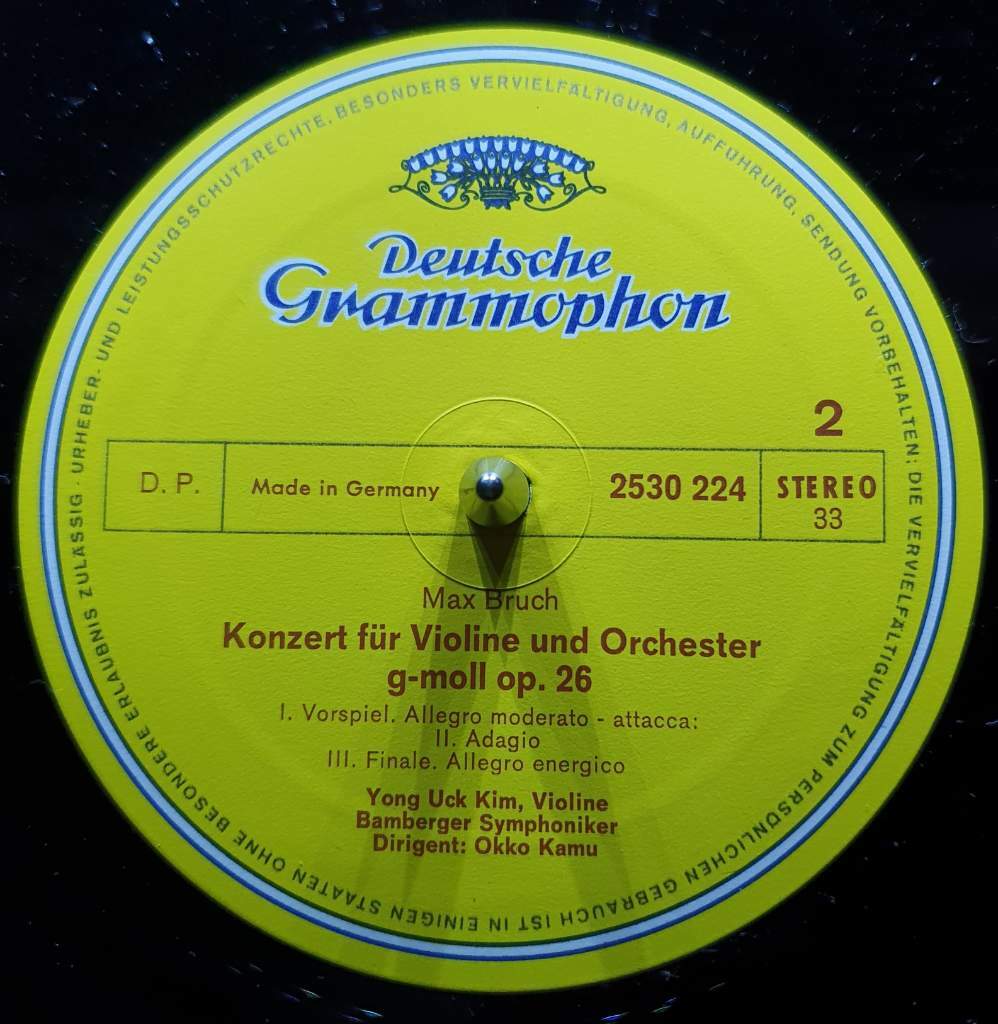 URHEBER- UND LEISTUNGSSCHUTZRECHTE, BESONDERS VERVIELFÄLTIGUNG, AUFFÜHRUNG, SENDUNG VORBEHALTEN; DIE VERVIELFÄLTIGUNG ZUM PERSÖNLICHEN GEBRAUCH IST IN EINIGEN STAATEN OHNE BESONDERE ERLAUBNIS ZULÄSSIG ·
Deutsche
Grammophon
2
D. P.
Made in Germany
2530 224
STEREO
33
Max Bruch
Konzert für Violine und Orchester
g-moll op. 26
I. Vorspiel. Allegro moderato - attacca:
II. Adagio
III. Finale. Allegro energico
Yong Uck Kim, Violine
Bamberger Symphoniker
Dirigent: Okko Kamu